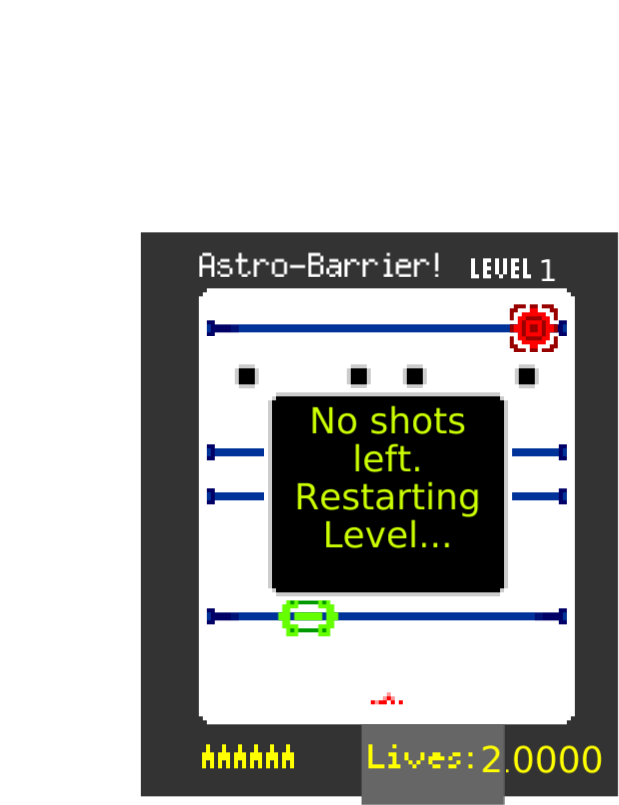 Astro-Barrier! LEVEL 1
No shots
left.
Restarting
Level...
Lives:2.0000